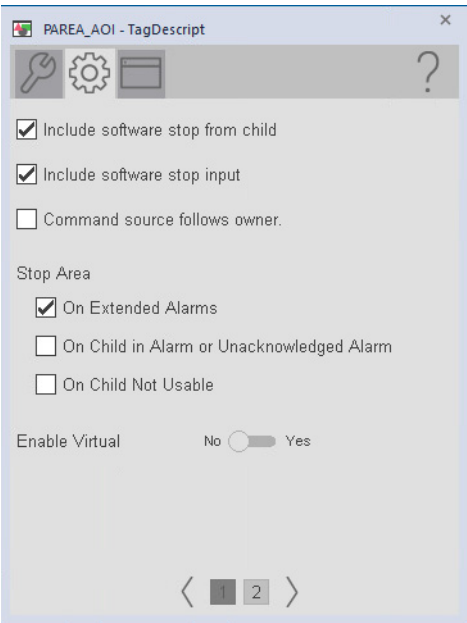 PAREA_AOI - TagDescript
?
Include software stop from child
Include software stop input
Command source follows owner.
Stop Area
On Extended Alarms
On Child in Alarm or Unacknowledged Alarm
On Child Not Usable
Enable Virtual No Yes
1 2